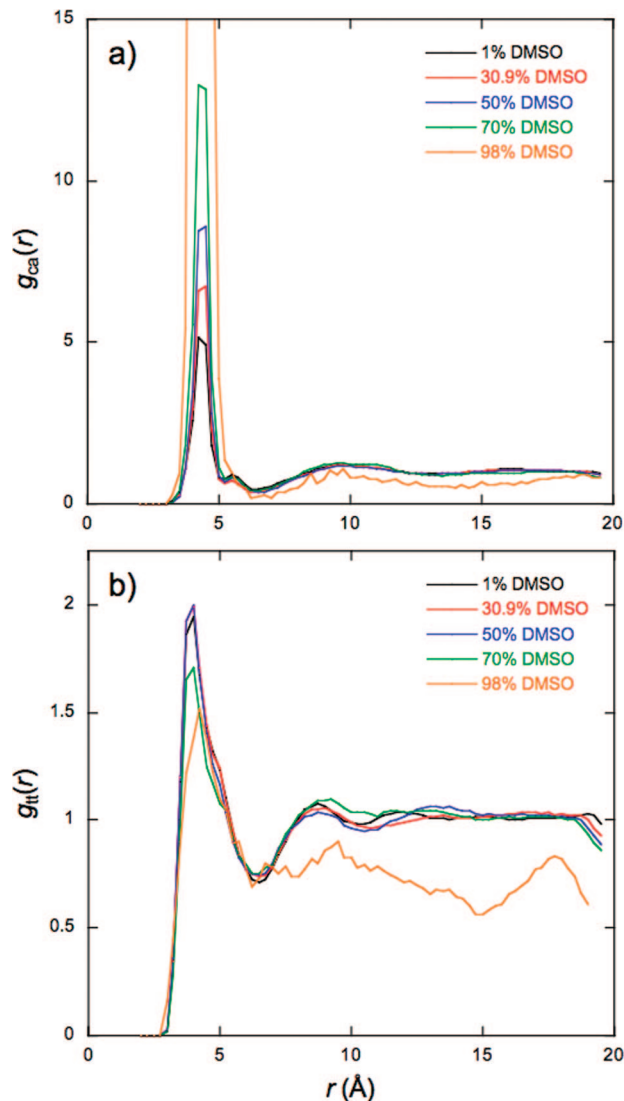 15
a)
1% DMSO
30.9% DMSO
50% DMSO
70% DMSO
98% DMSO
10
g_ca(r)
5
0
0 5 10 15 20
b)
2
1% DMSO
30.9% DMSO
50% DMSO
70% DMSO
98% DMSO
1.5
g_tt(r)
1
0.5
0
0 5 10 15 20
r (Å)